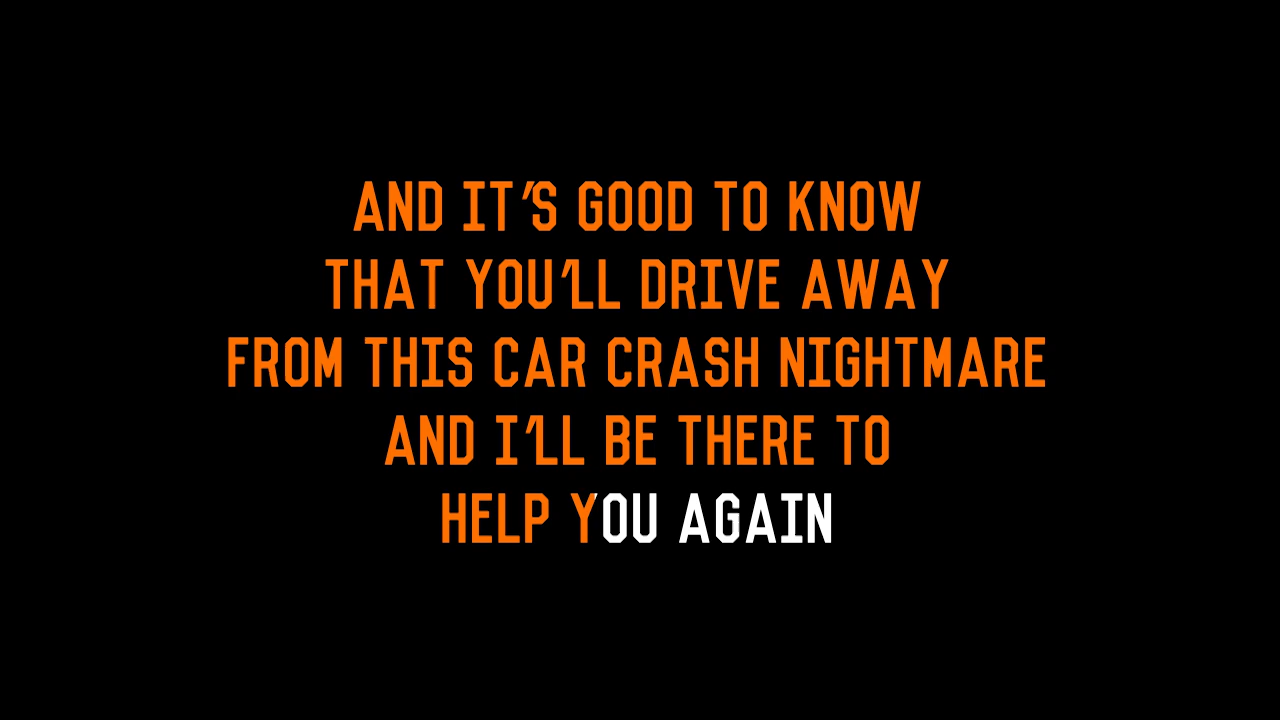 AND IT'S GOOD TO KNOW
THAT YOU'LL DRIVE AWAY
FROM THIS CAR CRASH NIGHTMARE
AND I'LL BE THERE TO
HELP YOU AGAIN